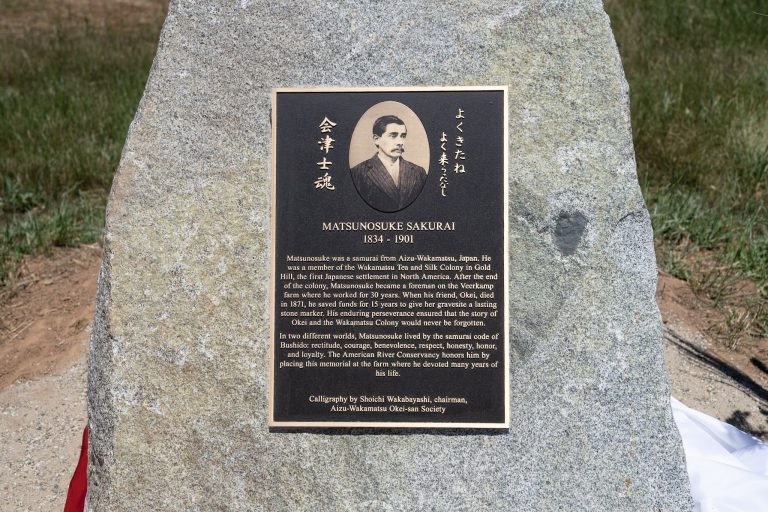 会津士魂
よくきたね
よく来ったなし
MATSUNOSUKE SAKURAI
1834 - 1901
Matsunosuke was a samurai from Aizu-Wakamatsu, Japan. He
was a member of the Wakamatsu Tea and Silk Colony in Gold
Hill, the first Japanese settlement in North America. After the end
of the colony, Matsunosuke became a foreman on the Veerkamp
farm where he worked for 30 years. When his friend, Okei, died
in 1871, he saved funds for 15 years to give her gravesite a lasting
stone marker. His enduring perseverance ensured that the story of
Okei and the Wakamatsu Colony would never be forgotten.
In two different worlds, Matsunosuke lived by the samurai code of
Bushido: rectitude, courage, benevolence, respect, honesty, honor,
and loyalty. The American River Conservancy honors him by
placing this memorial at the farm where he devoted many years of
his life.
Calligraphy by Shoichi Wakabayashi, chairman,
Aizu-Wakamatsu Okei-san Society